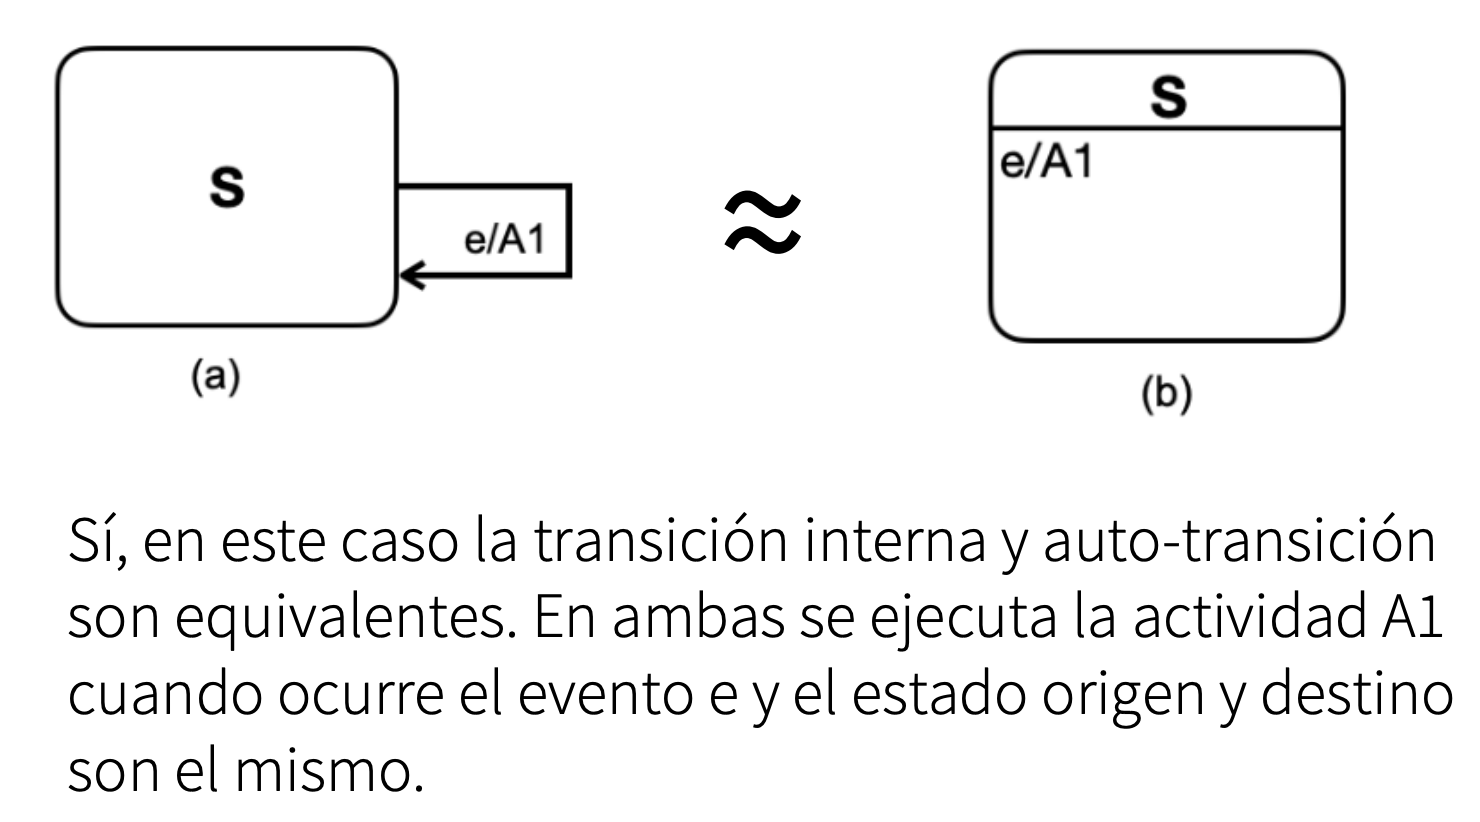 S
S
e/A1
e/A1
≈
(a)
(b)
Sí, en este caso la transición interna y auto-transición
son equivalentes. En ambas se ejecuta la actividad A1
cuando ocurre el evento e y el estado origen y destino
son el mismo.